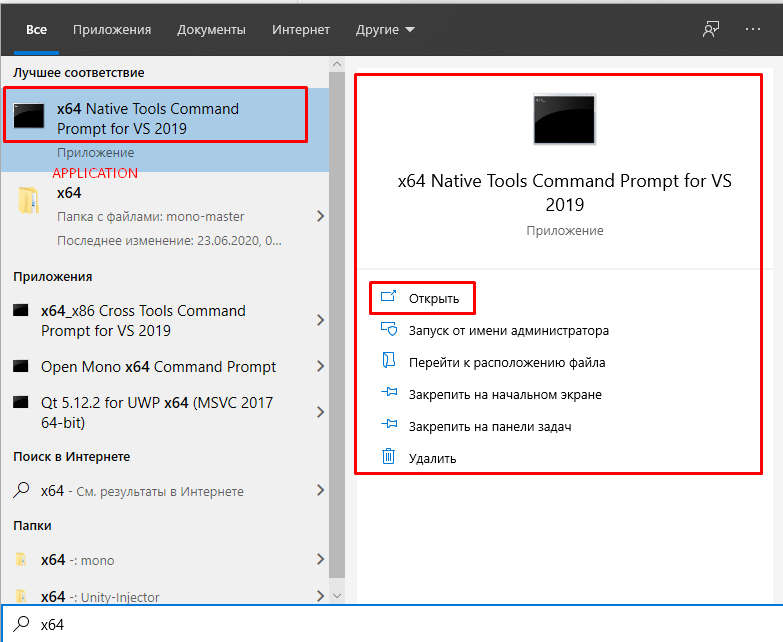 Все Приложения Документы Интернет Другие
Лучшее соответствие
x64 Native Tools Command
Prompt for VS 2019
Приложение
APPLICATION
x64
Папка с файлами: mono-master
Последнее изменение: 23.06.2020, 0...
Приложения
x64_x86 Cross Tools Command
Prompt for VS 2019
Open Mono x64 Command Prompt
Qt 5.12.2 for UWP x64 (MSVC 2017
64-bit)
Поиск в Интернете
x64 - См. результаты в Интернете
Папки
x64 -: mono
x64 -: Unity-Injector
x64 Native Tools Command Prompt for VS
2019
Приложение
Открыть
Запуск от имени администратора
Перейти к расположению файла
Закрепить на начальном экране
Закрепить на панели задач
Удалить
x64